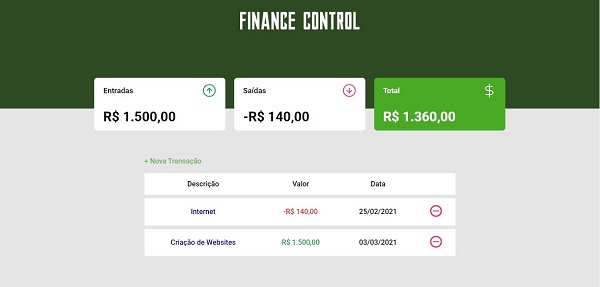 FINANCE CONTROL
Entradas
R$ 1.500,00
Saídas
-R$ 140,00
Total
$
R$ 1.360,00
+ Nova Transação
Descrição Valor Data
Internet -R$ 140,00 25/02/2021
Criação de Websites R$ 1.500,00 03/03/2021